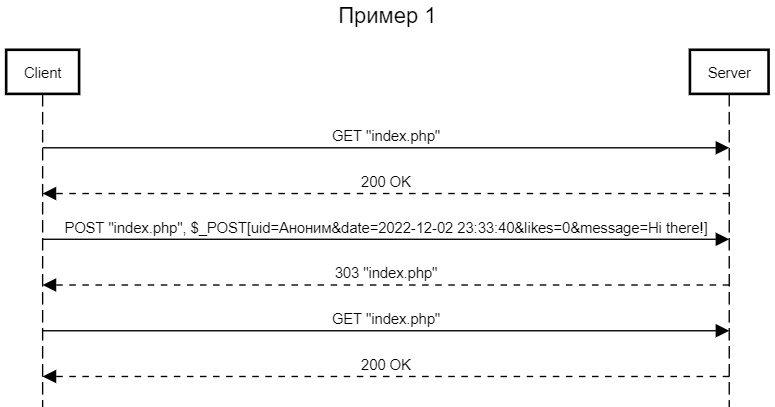 Пример 1
Client
Server
GET "index.php"
200 OK
POST "index.php", $_POST[uid=Аноним&date=2022-12-02 23:33:40&likes=0&message=Hi there!]
303 "index.php"
GET "index.php"
200 OK